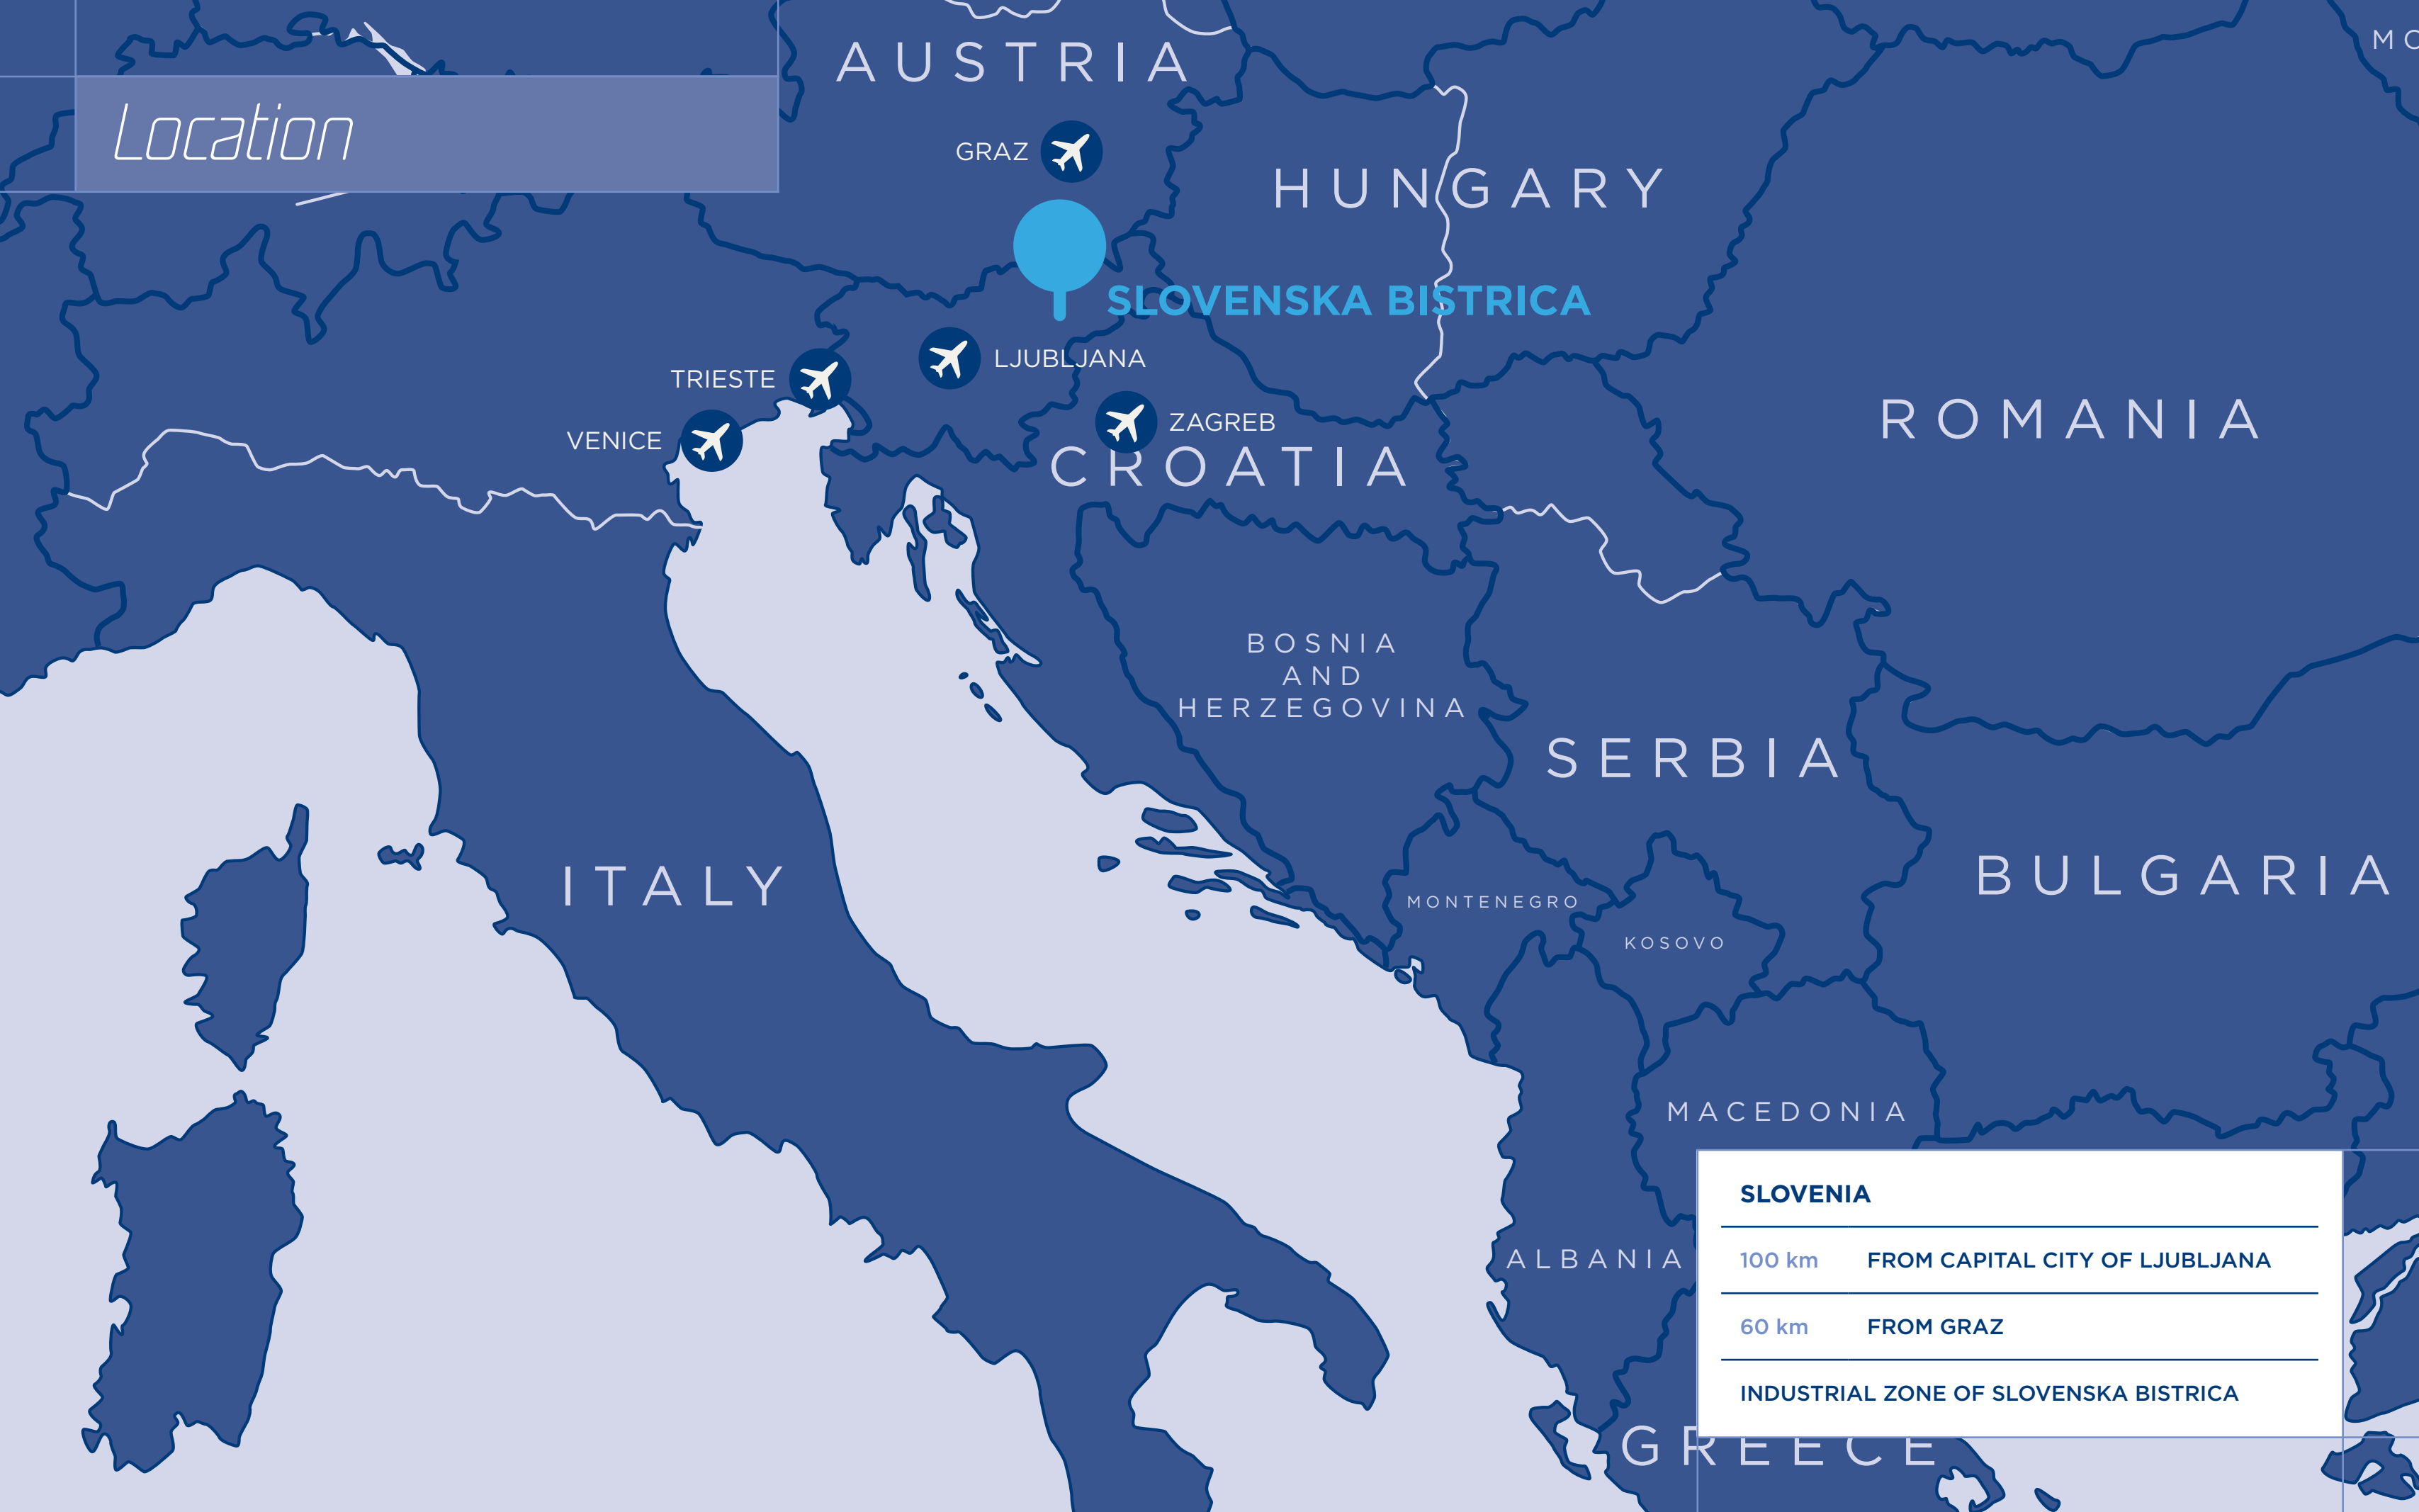 MO
AUSTRIA
Location
GRAZ
HUNGARY
SLOVENSKA BISTRICA
LJUBLJANA
TRIESTE
ROMANIA
ZAGREB
VENICE
CROATIA
BOSNIA
AND
HERZEGOVINA
SERBIA
ITALY
BULGARIA
MONTENEGRO
KOSOVO
MACEDONIA
ALBANIA
SLOVENIA
100 km FROM CAPITAL CITY OF LJUBLJANA
60 km FROM GRAZ
INDUSTRIAL ZONE OF SLOVENSKA BISTRICA
GREECE